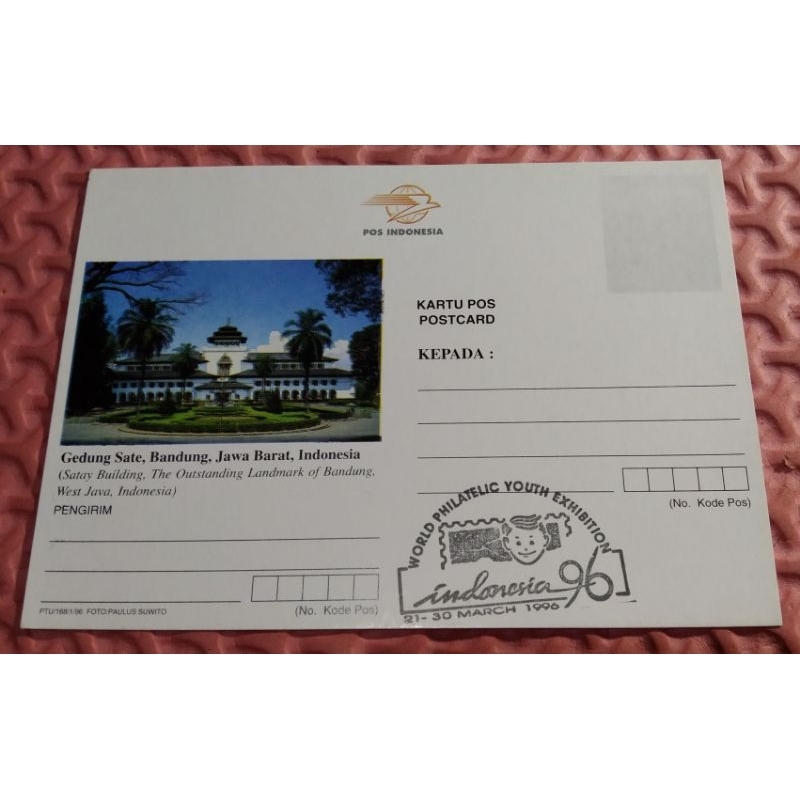 POS INDONESIA
Gedung Sate, Bandung, Jawa Barat, Indonesia
(Satay Building, The Outstanding Landmark of Bandung,
West Java, Indonesia)
PENGIRIM
(No. Kode Pos)
PTU/168/1/96 FOTO:PAULUS SUWITO
KARTU POS
POSTCARD
KEPADA :
(No. Kode Pos)
WORLD PHILATELIC YOUTH EXHIBITION
indonesia 96
21-30 MARCH 1996